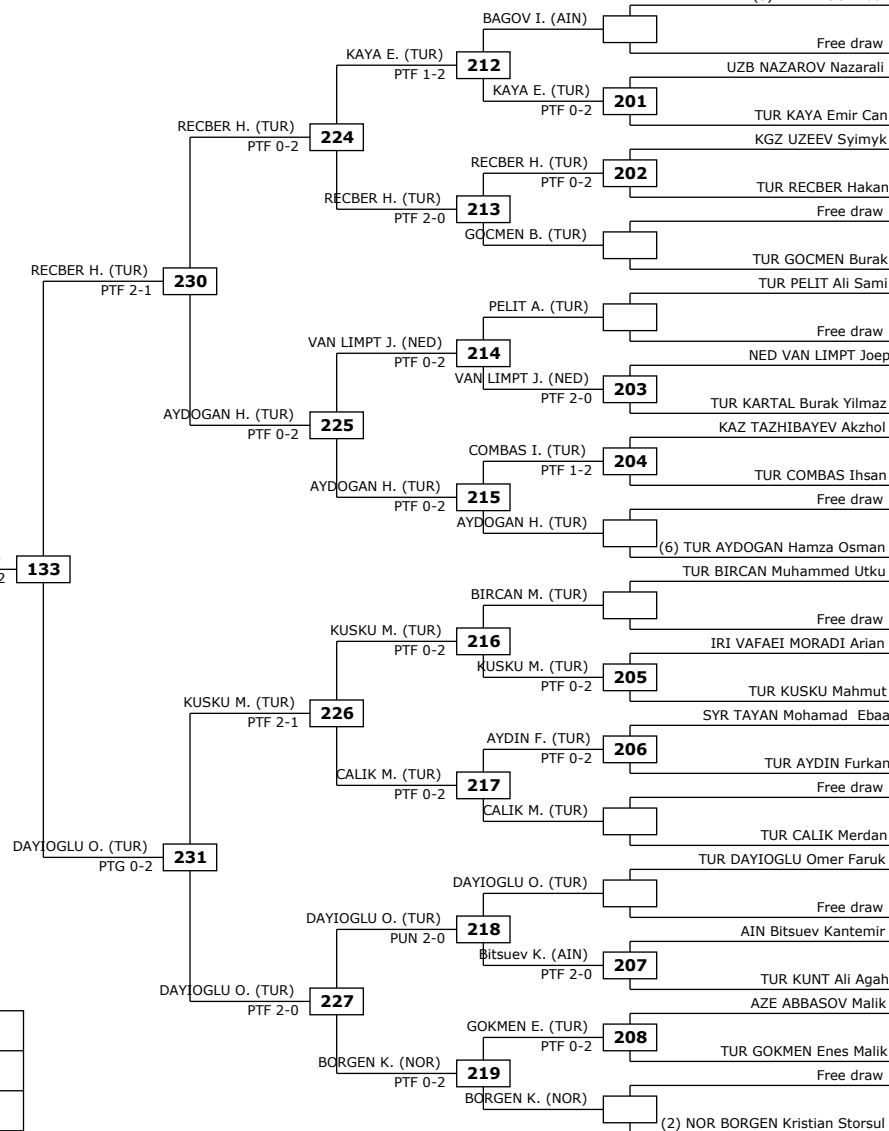 BAGOV I. (AIN)
Free draw
KAYA E. (TUR)
PTF 1-2
212
UZB NAZAROV Nazarali
KAYA E. (TUR)
PTF 0-2
201
TUR KAYA Emir Can
RECBER H. (TUR)
PTF 0-2
224
KGZ UZEEV Syimyk
RECBER H. (TUR)
PTF 0-2
202
TUR RECBER Hakan
RECBER H. (TUR)
PTF 2-0
213
Free draw
GOCMEN B. (TUR)
TUR GOCMEN Burak
RECBER H. (TUR)
PTF 2-1
230
TUR PELIT Ali Sami
PELIT A. (TUR)
Free draw
VAN LIMPT J. (NED)
PTF 0-2
214
NED VAN LIMPT Joep
VAN LIMPT J. (NED)
PTF 2-0
203
TUR KARTAL Burak Yilmaz
AYDOGAN H. (TUR)
PTF 0-2
225
KAZ TAZHIBAYEV Akzhol
COMBAS I. (TUR)
PTF 1-2
204
TUR COMBAS Ihsan
AYDOGAN H. (TUR)
PTF 0-2
215
Free draw
AYDOGAN H. (TUR)
(6) TUR AYDOGAN Hamza Osman
2
133
TUR BIRCAN Muhammed Utku
BIRCAN M. (TUR)
Free draw
KUSKU M. (TUR)
PTF 0-2
216
IRI VAFAEI MORADI Arian
KUSKU M. (TUR)
PTF 0-2
205
TUR KUSKU Mahmut
KUSKU M. (TUR)
PTF 2-1
226
SYR TAYAN Mohamad Ebaa
AYDIN F. (TUR)
PTF 0-2
206
TUR AYDIN Furkan
CALIK M. (TUR)
PTF 0-2
217
Free draw
CALIK M. (TUR)
TUR CALIK Merdan
DAYIOGLU O. (TUR)
PTG 0-2
231
TUR DAYIOGLU Omer Faruk
DAYIOGLU O. (TUR)
Free draw
DAYIOGLU O. (TUR)
PUN 2-0
218
AIN Bitsuev Kantemir
Bitsuev K. (AIN)
PTF 2-0
207
TUR KUNT Ali Agah
DAYIOGLU O. (TUR)
PTF 2-0
227
AZE ABBASOV Malik
GOKMEN E. (TUR)
PTF 0-2
208
TUR GOKMEN Enes Malik
BORGEN K. (NOR)
PTF 0-2
219
Free draw
BORGEN K. (NOR)
(2) NOR BORGEN Kristian Storsul